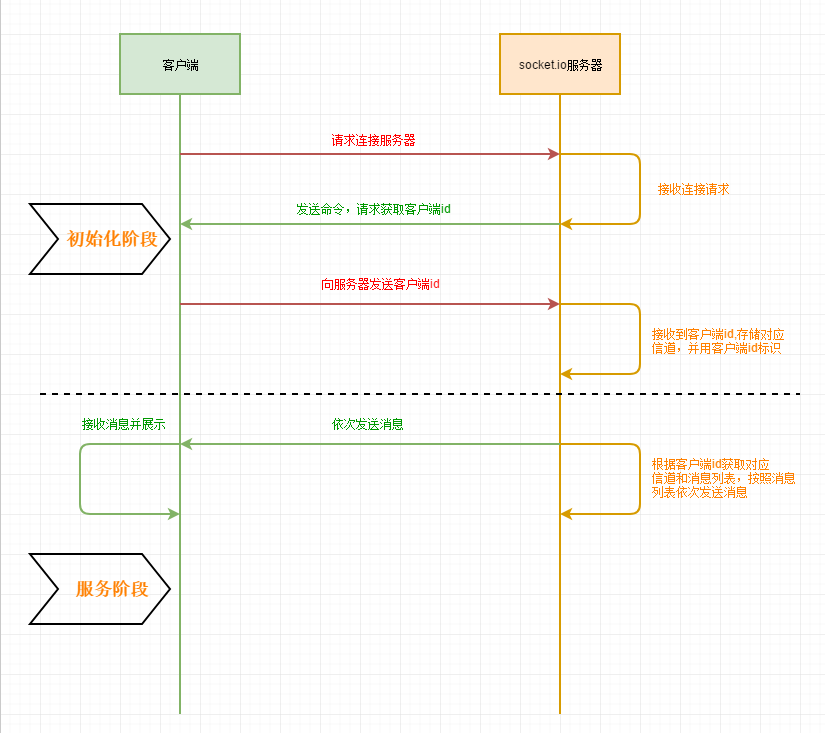 客户端
socket.io服务器
请求连接服务器
接收连接请求
发送命令，请求获取客户端id
初始化阶段
向服务器发送客户端id
接收到客户端id,存储对应
信道，并用客户端id标识
接收消息并展示
依次发送消息
根据客户端id获取对应
信道和消息列表，按照消息
列表依次发送消息
服务阶段